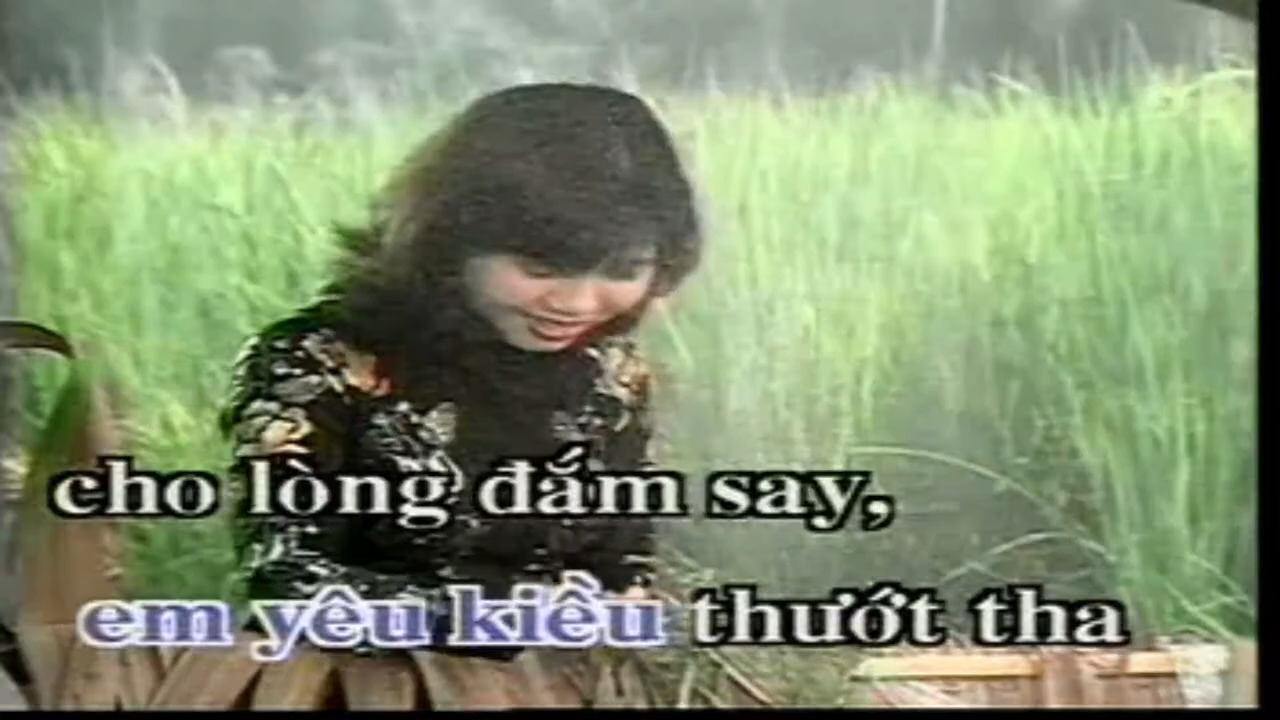 cho lòng đắm say,
em yêu kiều thướt tha